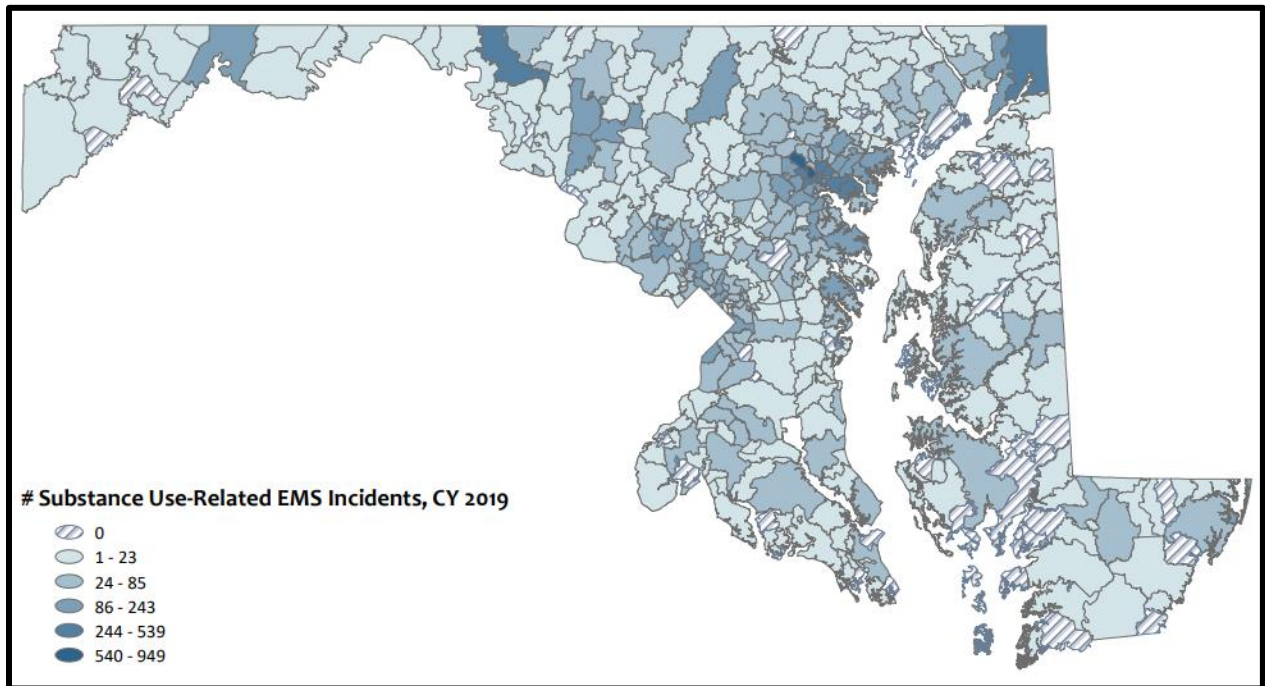 # Substance Use-Related EMS Incidents, CY 2019
0
1 - 23
24 - 85
86 - 243
244 - 539
540 - 949